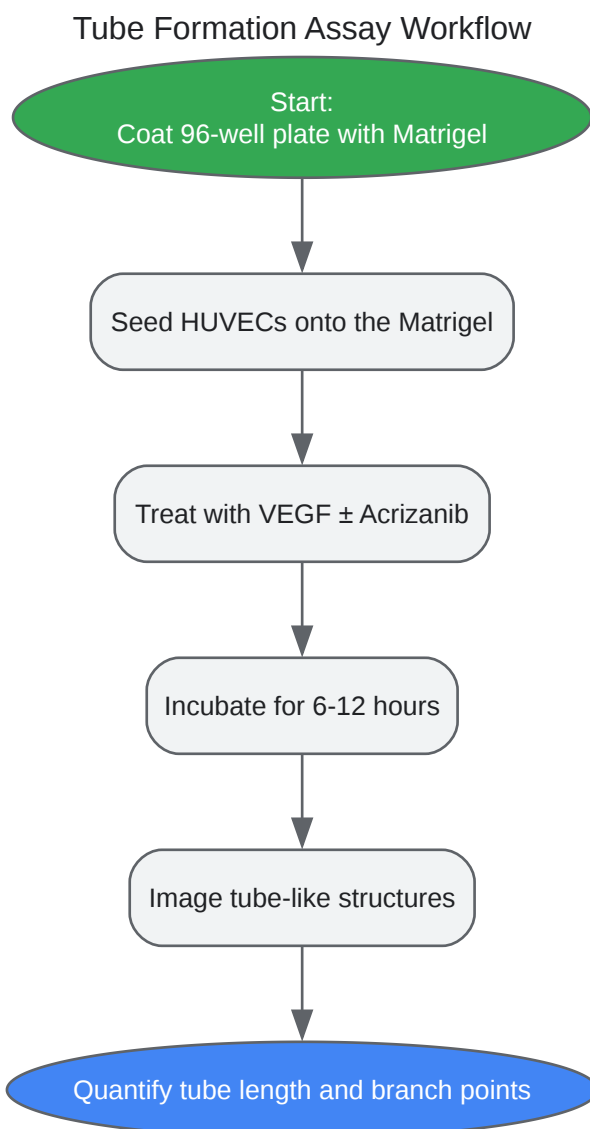 Tube Formation Assay Workflow
Start:
Coat 96-well plate with Matrigel
Seed HUVECs onto the Matrigel
Treat with VEGF ± Acrizanib
Incubate for 6-12 hours
Image tube-like structures
Quantify tube length and branch points